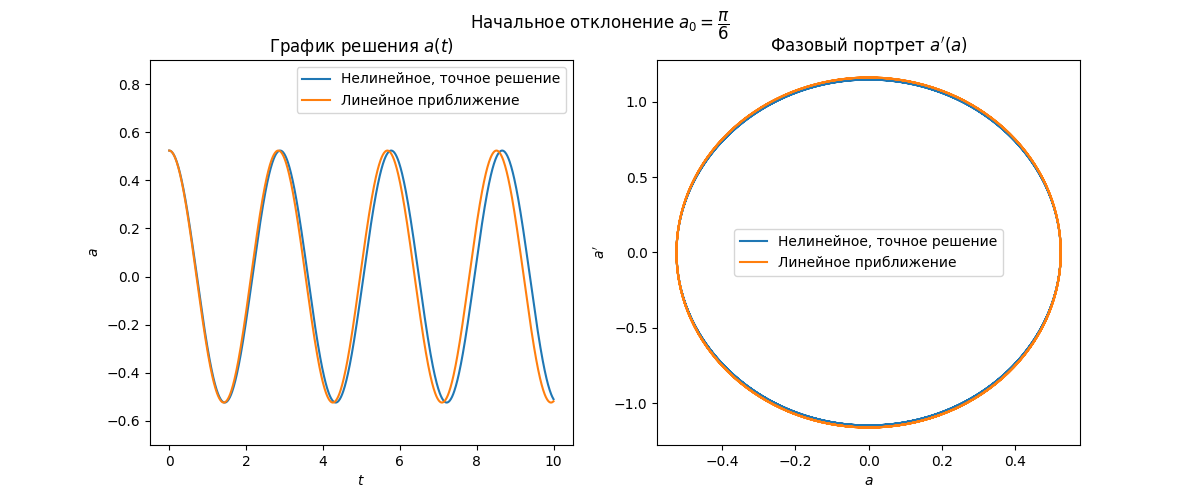 Начальное отклонение a₀ = π/6
График решения a(t)
Нелинейное, точное решение
Линейное приближение
0.8
0.6
0.4
0.2
0.0
−0.2
−0.4
−0.6
a
0 2 4 6 8 10
t
Фазовый портрет a′(a)
1.0
0.5
0.0
−0.5
−1.0
a′
Нелинейное, точное решение
Линейное приближение
−0.4 −0.2 0.0 0.2 0.4
a